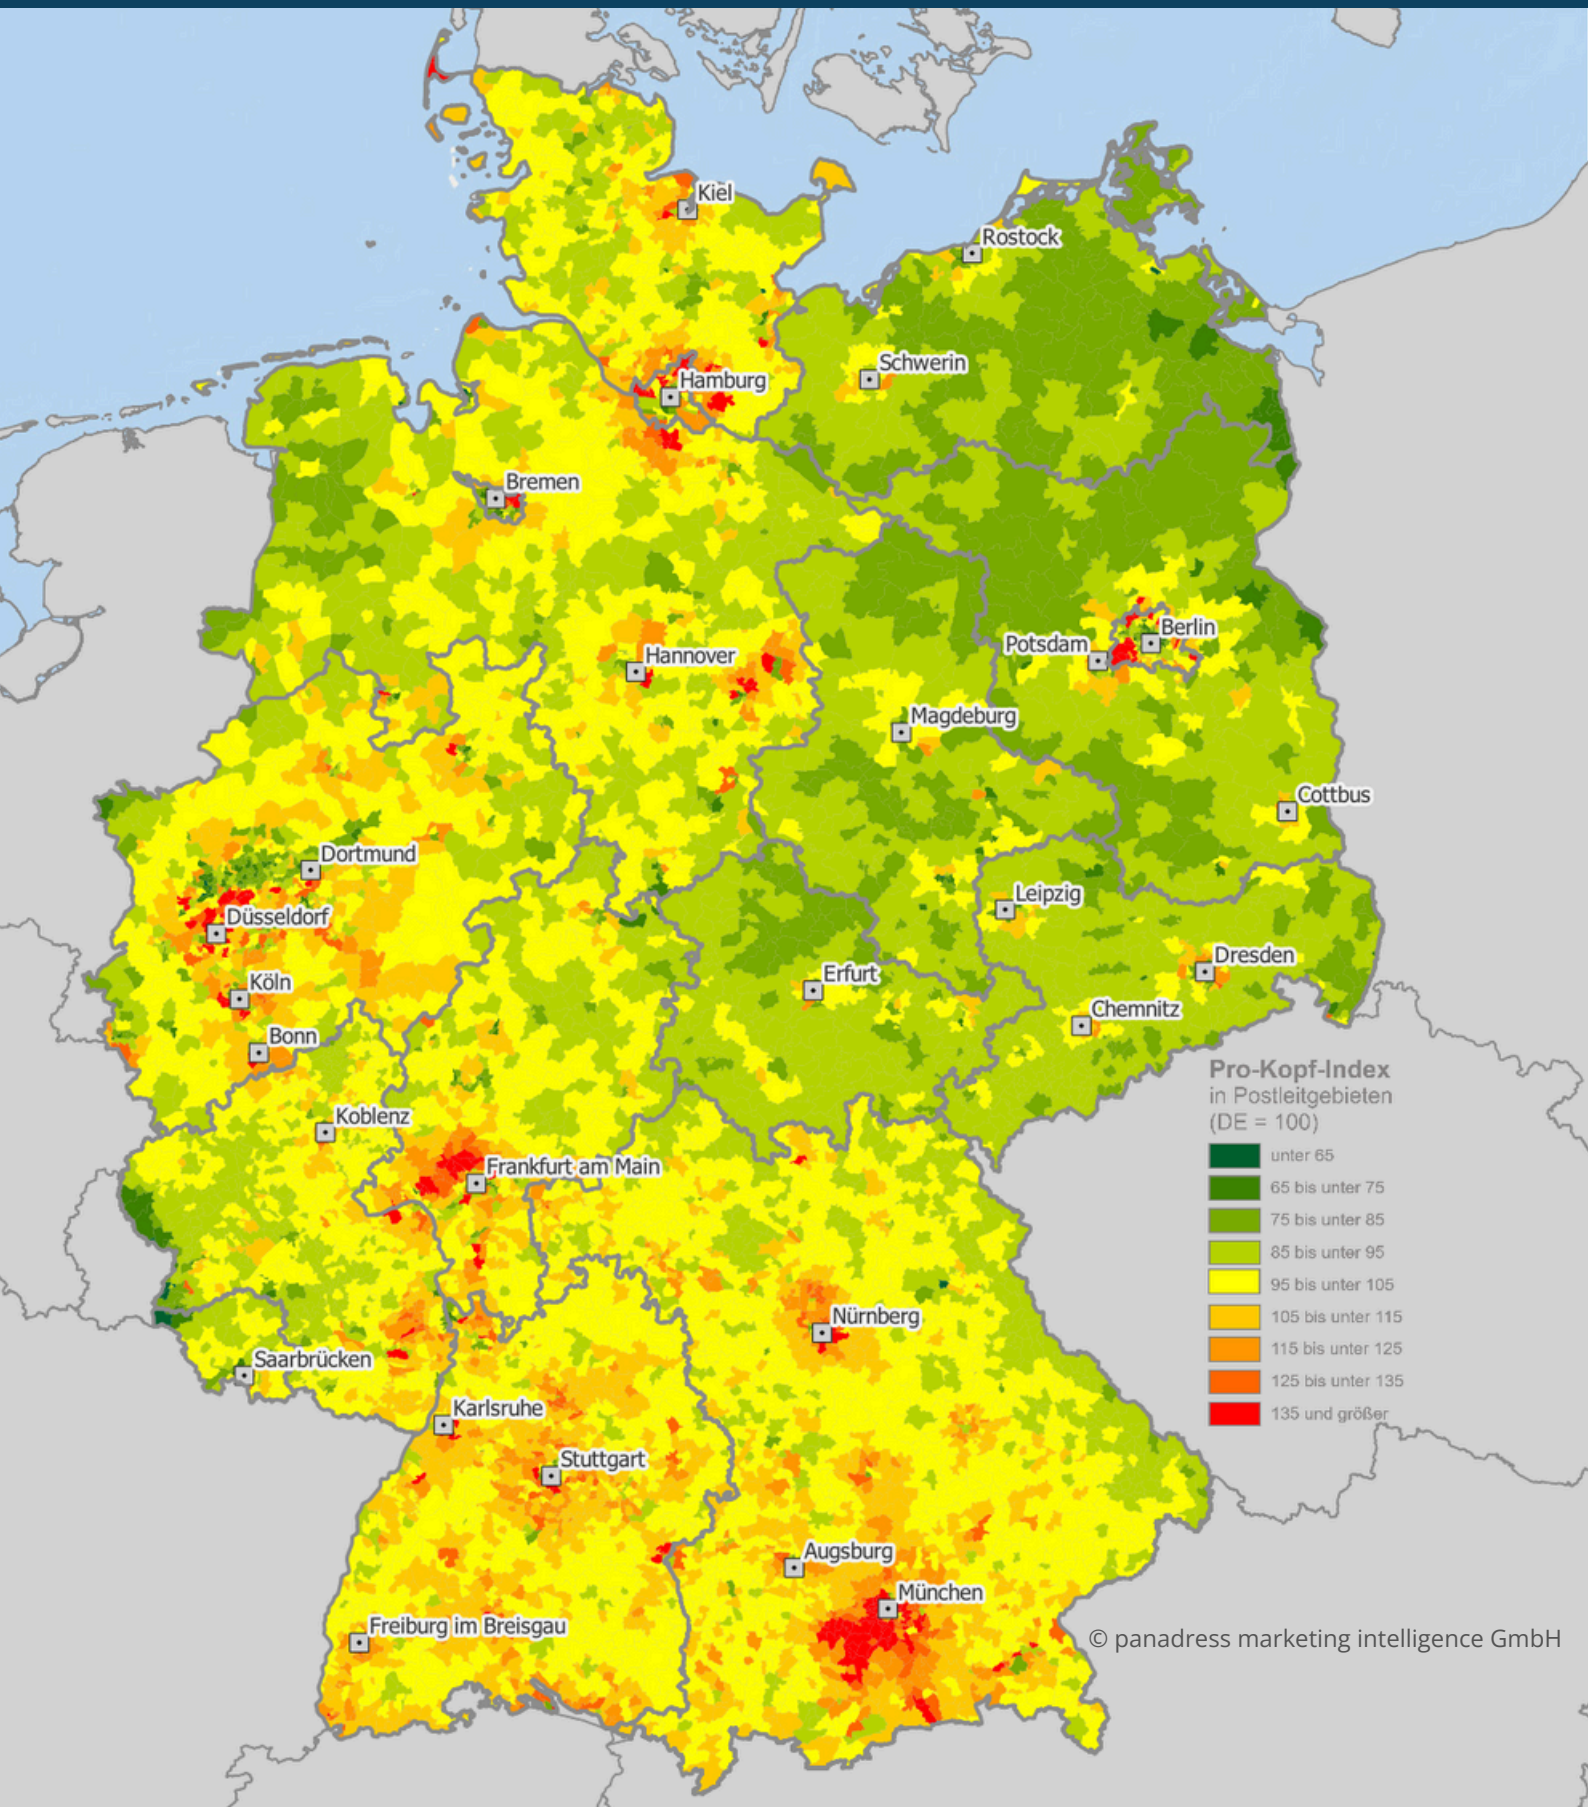 Kiel
Rostock
Schwerin
Hamburg
Bremen
Berlin
Potsdam
Hannover
Magdeburg
Cottbus
Dortmund
Leipzig
Düsseldorf
Dresden
Erfurt
Köln
Chemnitz
Bonn
Koblenz
Frankfurt am Main
Nürnberg
Saarbrücken
Karlsruhe
Stuttgart
Augsburg
München
Freiburg im Breisgau
Pro-Kopf-Index
in Postleitgebieten
(DE = 100)
unter 65
65 bis unter 75
75 bis unter 85
85 bis unter 95
95 bis unter 105
105 bis unter 115
115 bis unter 125
125 bis unter 135
135 und größer
© panadress marketing intelligence GmbH